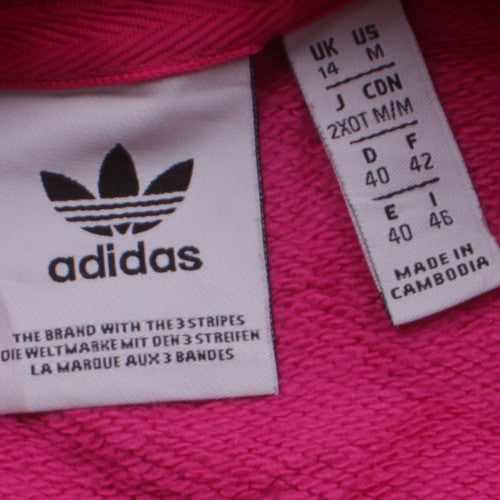 adidas
THE BRAND WITH THE 3 STRIPES
DIE WELTMARKE MIT DEN 3 STREIFEN
LA MARQUE AUX 3 BANDES
UK US
14 M
J CDN
2XOT M/M
D F
40 42
E I
40 46
MADE IN
CAMBODIA